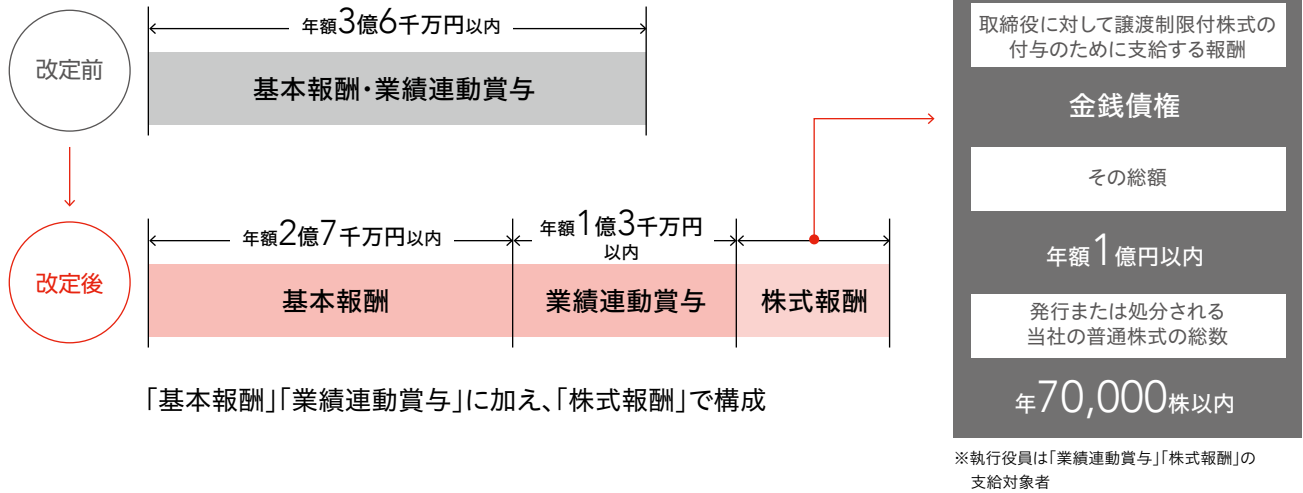 改定前
年額3億6千万円以内
基本報酬・業績連動賞与
改定後
年額2億7千万円以内
年額1億3千万円
以内
基本報酬
業績連動賞与
株式報酬
「基本報酬」「業績連動賞与」に加え、「株式報酬」で構成
取締役に対して譲渡制限付株式の
付与のために支給する報酬
金銭債権
その総額
年額1億円以内
発行または処分される
当社の普通株式の総数
年70,000株以内
※執行役員は「業績連動賞与」「株式報酬」の
支給対象者